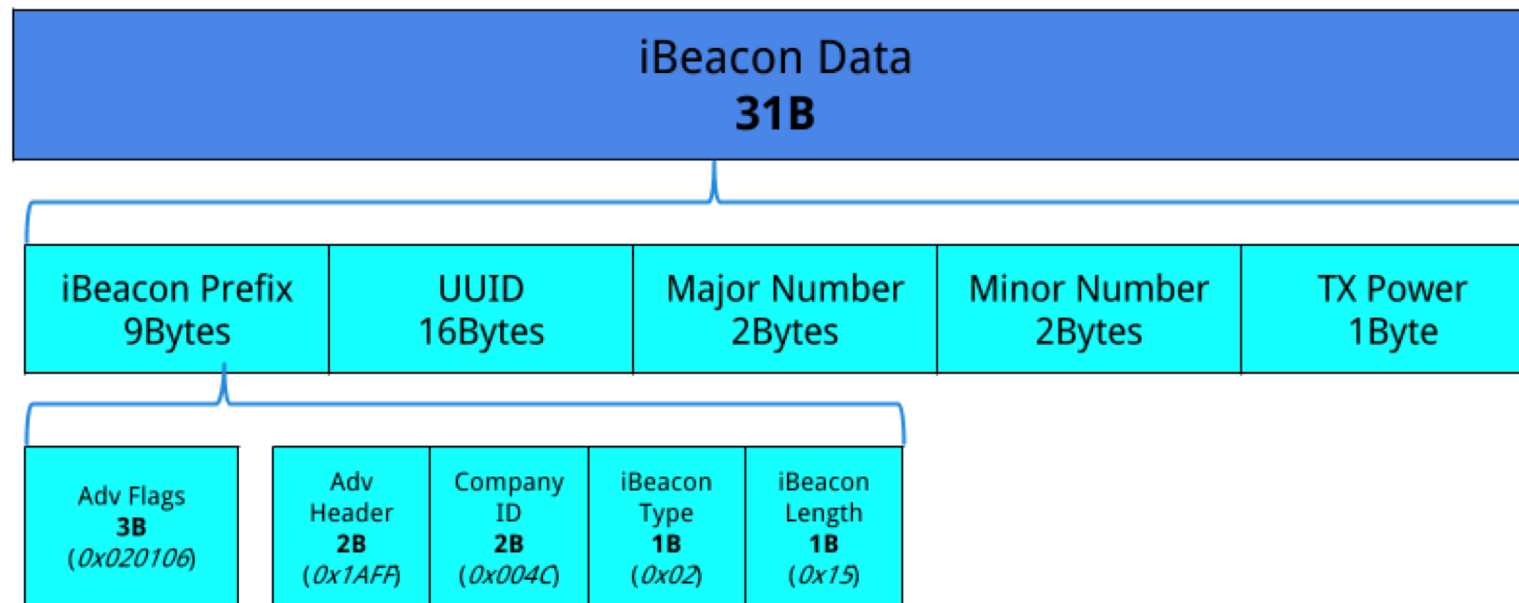 iBeacon Data
31B
iBeacon Prefix
9Bytes
UUID
16Bytes
Major Number
2Bytes
Minor Number
2Bytes
TX Power
1Byte
Adv Flags
3B
(0x020106)
Adv
Header
2B
(0x1AFF)
Company
ID
2B
(0x004C)
iBeacon
Type
1B
(0x02)
iBeacon
Length
1B
(0x15)